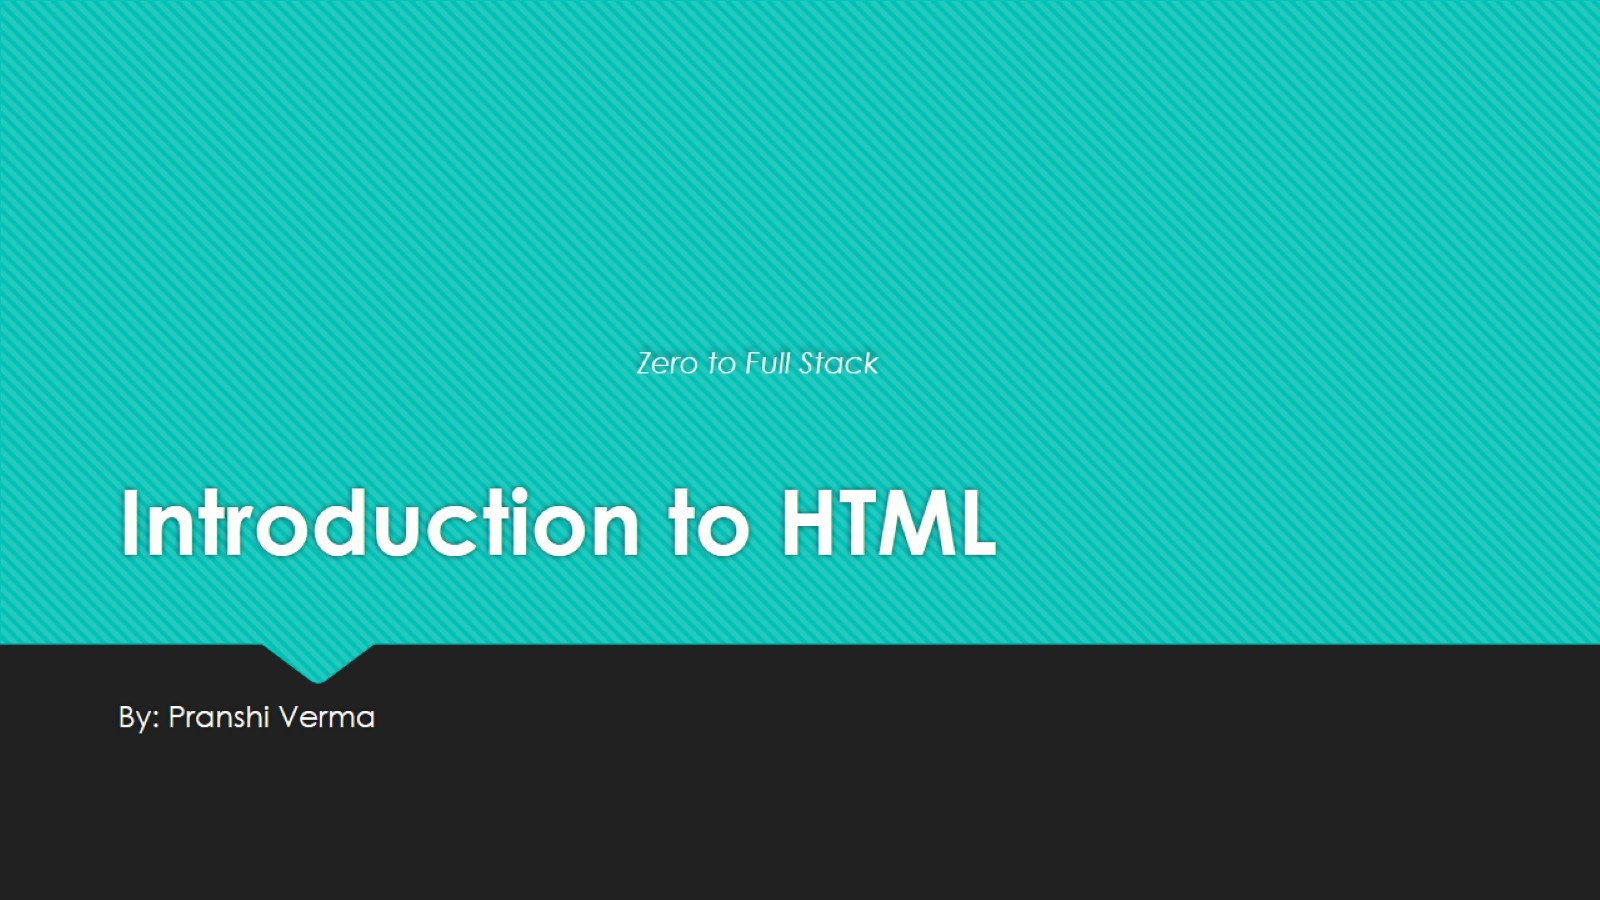 Zero to Full Stack
Introduction to HTML
By: Pranshi Verma